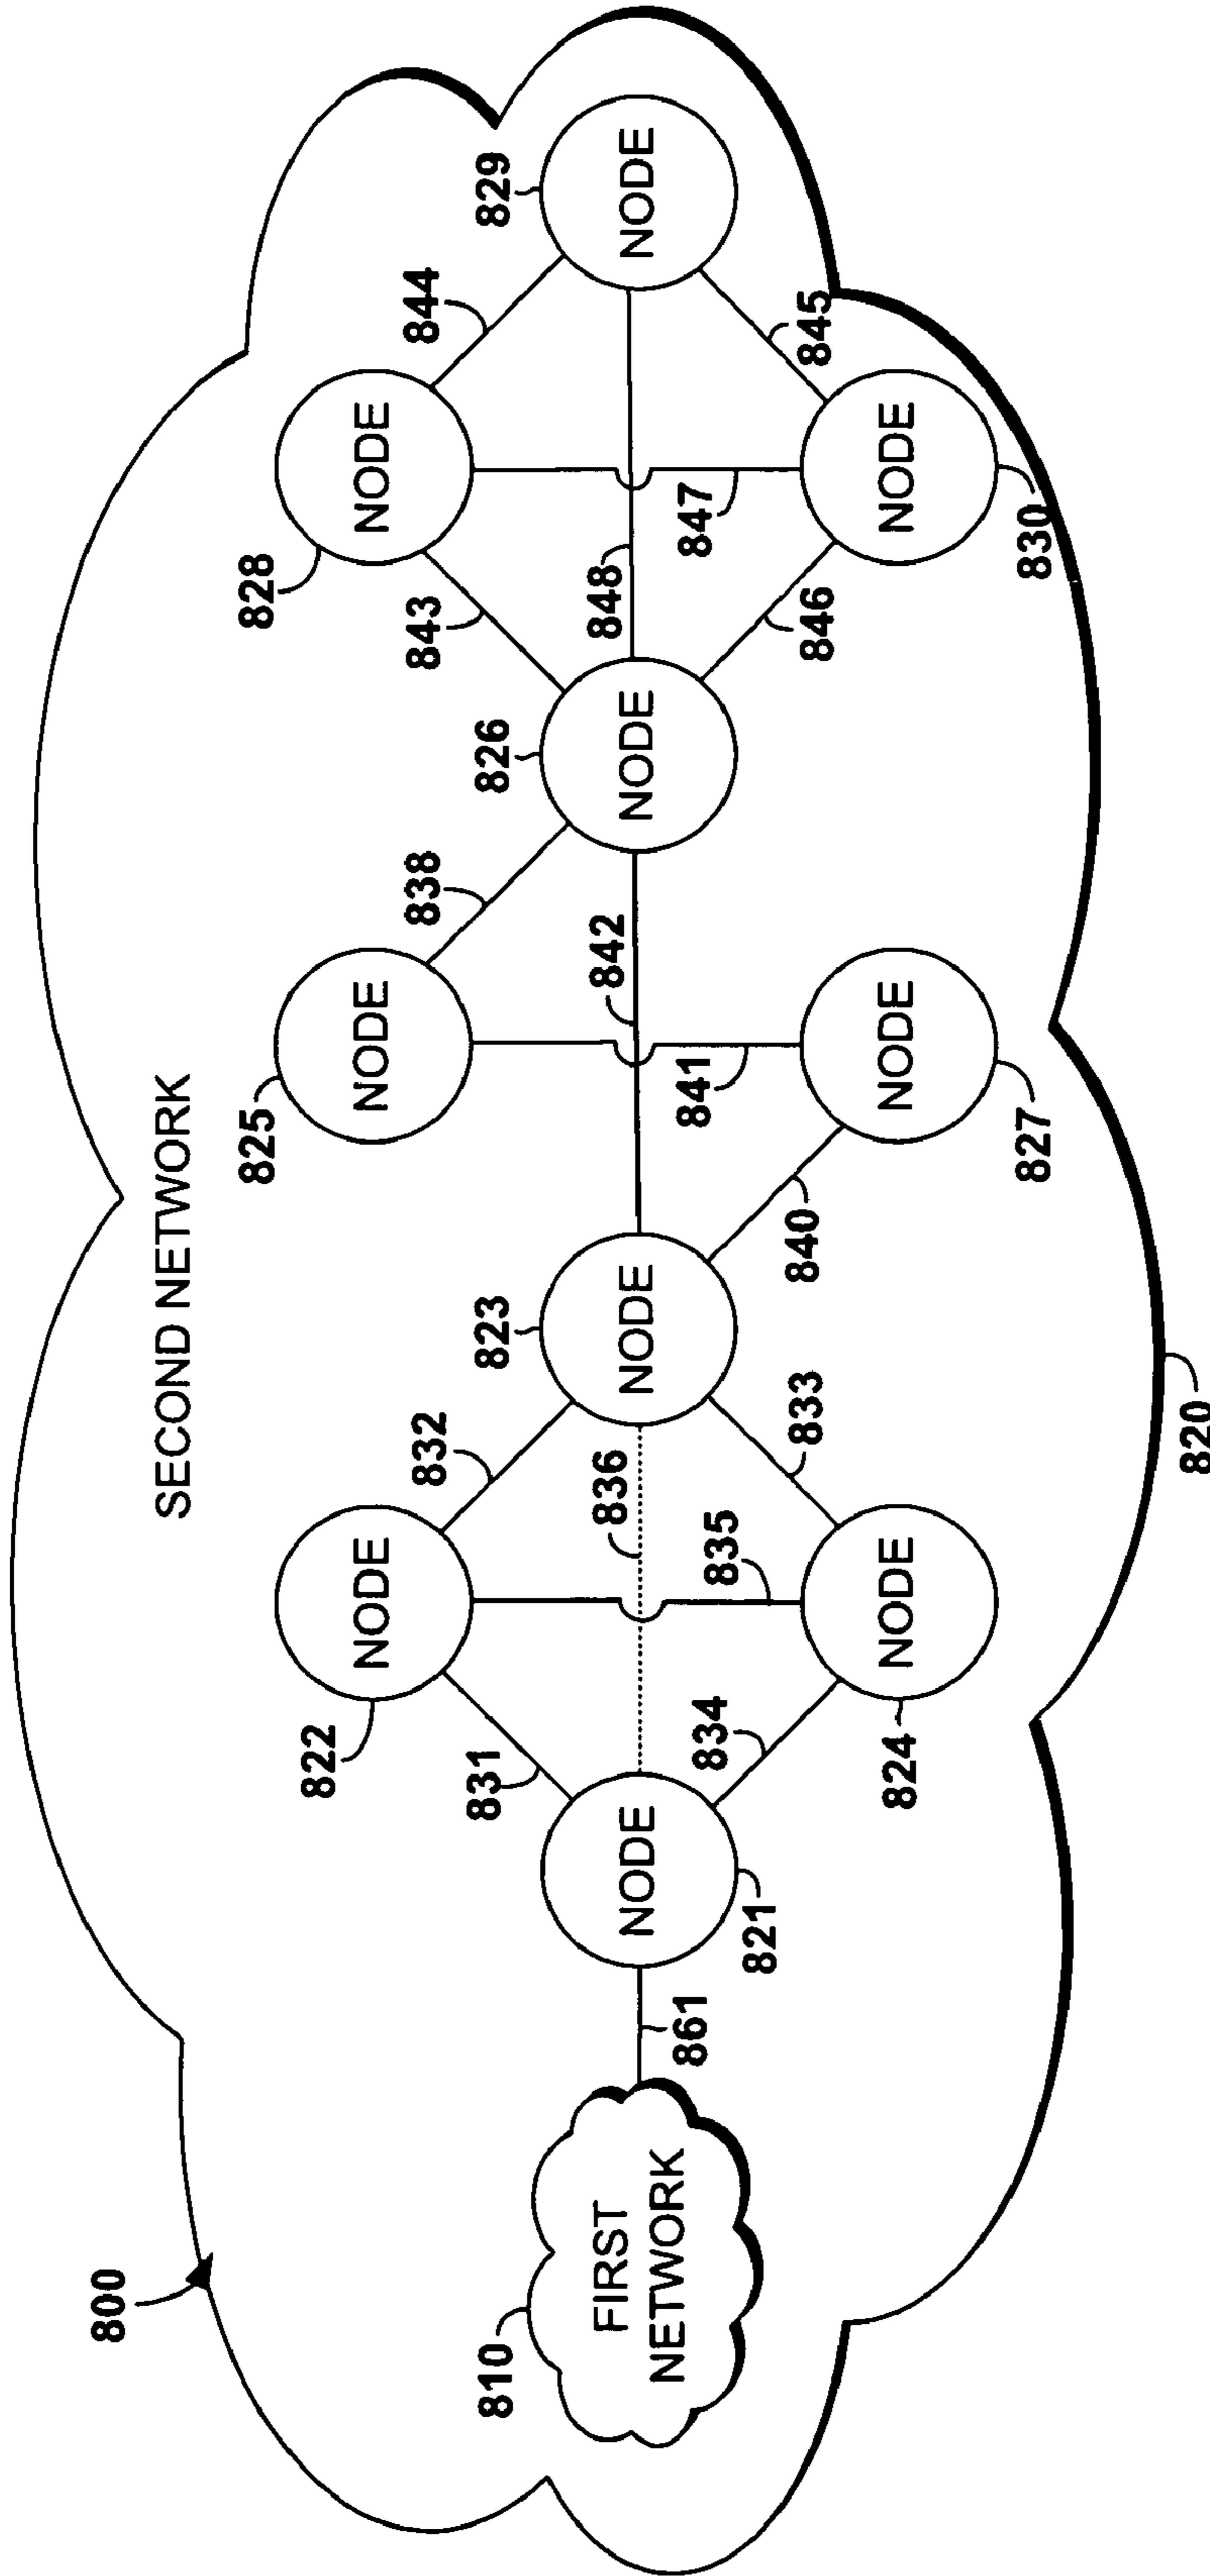 800
SECOND NETWORK
810
FIRST
NETWORK
861
NODE
821
831
834
822
NODE
NODE
824
835
836
832
833
823
NODE
840
842
841
825
NODE
NODE
827
838
826
NODE
843
846
848
847
828
NODE
NODE
830
844
845
829
NODE
820